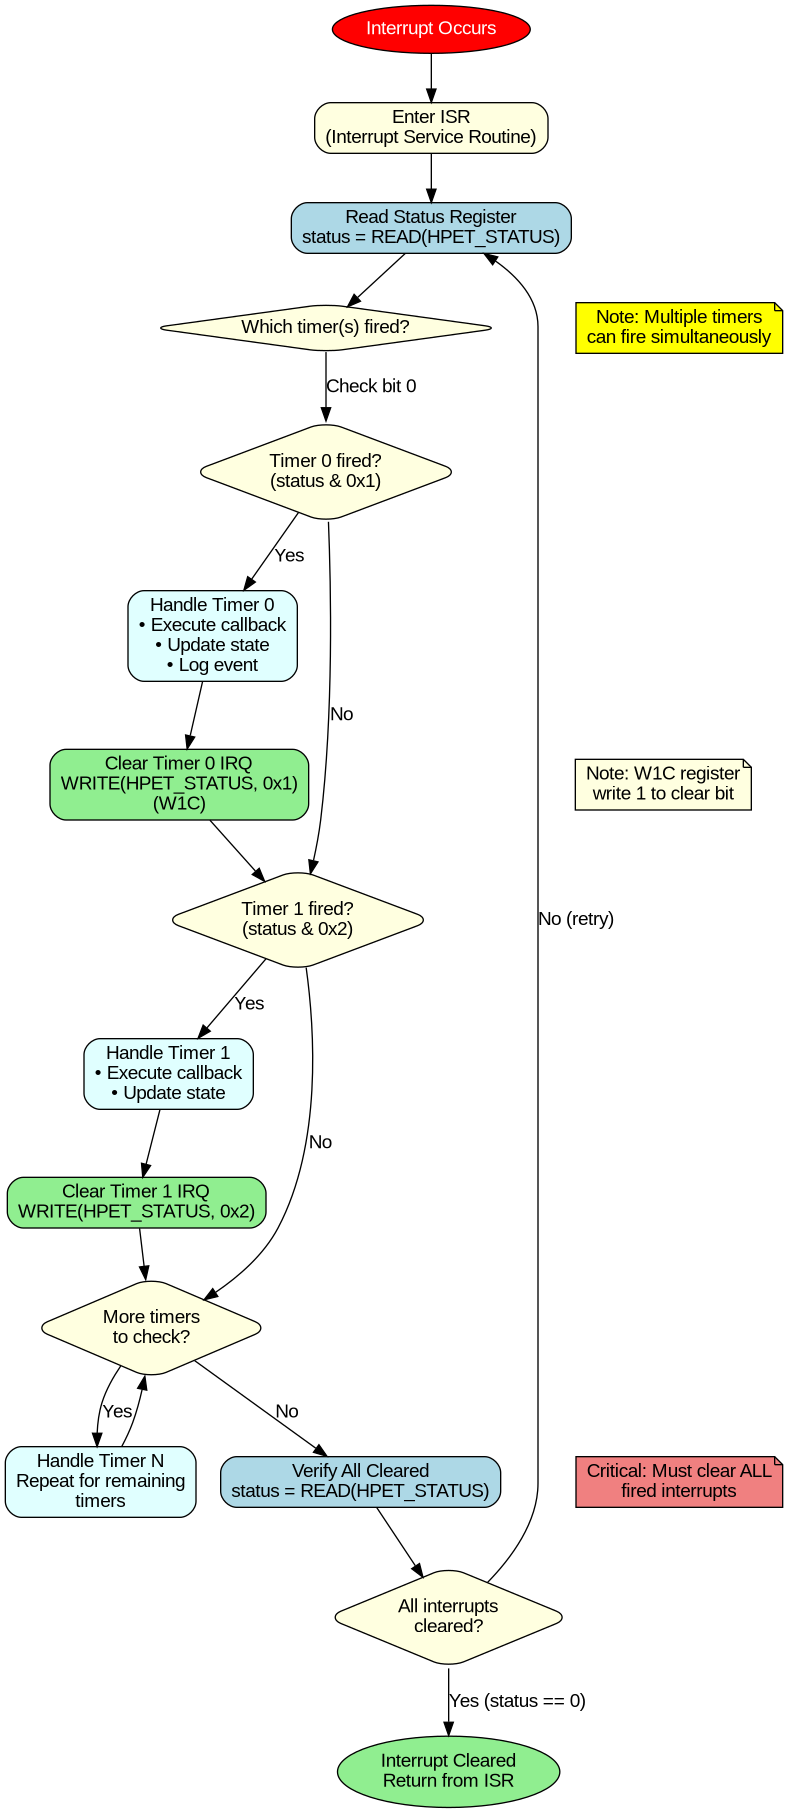 Interrupt Occurs
Enter ISR
(Interrupt Service Routine)
Read Status Register
status = READ(HPET_STATUS)
Which timer(s) fired?
Note: Multiple timers
can fire simultaneously
Check bit 0
Timer 0 fired?
(status & 0x1)
Yes
Handle Timer 0
• Execute callback
• Update state
• Log event
No
Clear Timer 0 IRQ
WRITE(HPET_STATUS, 0x1)
(W1C)
Note: W1C register
write 1 to clear bit
Timer 1 fired?
(status & 0x2)
No (retry)
Yes
Handle Timer 1
• Execute callback
• Update state
No
Clear Timer 1 IRQ
WRITE(HPET_STATUS, 0x2)
More timers
to check?
Yes
No
Handle Timer N
Repeat for remaining
timers
Verify All Cleared
status = READ(HPET_STATUS)
Critical: Must clear ALL
fired interrupts
All interrupts
cleared?
Yes (status == 0)
Interrupt Cleared
Return from ISR